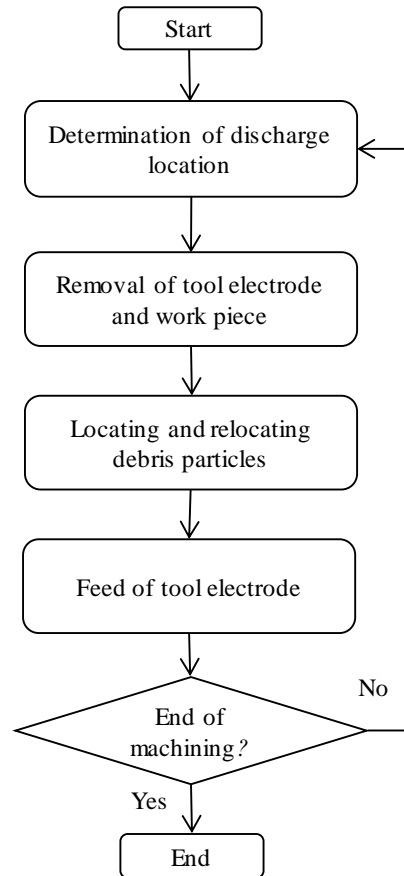 Start
Determination of discharge
location
Removal of tool electrode
and work piece
Locating and relocating
debris particles
Feed of tool electrode
No
End of
machining?
Yes
End